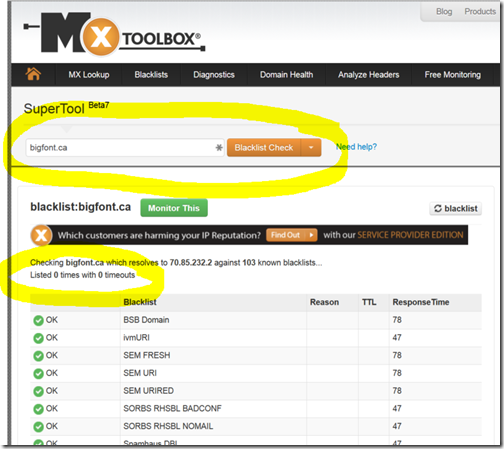 Blog Products
MX TOOLBOX®
MX Lookup Blacklists Diagnostics Domain Health Analyze Headers Free Monitoring
SuperTool Beta7
bigfont.ca Blacklist Check Need help?
blacklist:bigfont.ca Monitor This blacklist
X Which customers are harming your IP Reputation? Find Out with our SERVICE PROVIDER EDITION
Checking bigfont.ca which resolves to 70.85.232.2 against 103 known blacklists...
Listed 0 times with 0 timeouts
Blacklist Reason TTL ResponseTime
OK BSB Domain 78
OK ivmURI 47
OK SEM FRESH 78
OK SEM URI 78
OK SEM URIRED 78
OK SORBS RHSBL BADCONF 47
OK SORBS RHSBL NOMAIL 47
OK Spamhaus DBL 47